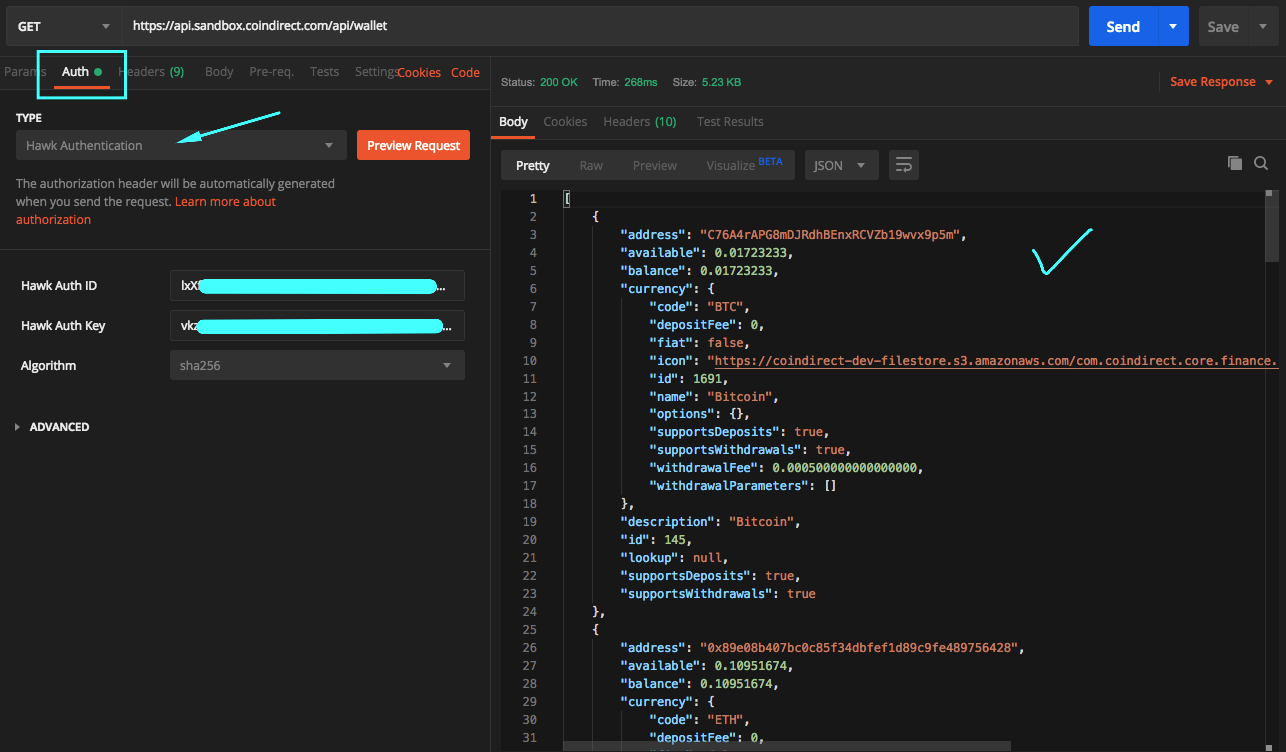 GET https://api.sandbox.coindirect.com/api/wallet Send Save
Params Auth Headers (9) Body Pre-req. Tests Settings Cookies Code
TYPE
Hawk Authentication Preview Request
The authorization header will be automatically generated
when you send the request. Learn more about
authorization
Hawk Auth ID ...
Hawk Auth Key ...
Algorithm sha256
ADVANCED
Status: 200 OK Time: 268ms Size: 5.23 KB Save Response
Body Cookies Headers (10) Test Results
Pretty Raw Preview Visualize BETA JSON
1 [
2 {
3 "address": "C76A4rAPG8mDJRdhBEnxRCVZb19wvx9p5m",
4 "available": 0.01723233,
5 "balance": 0.01723233,
6 "currency": {
7 "code": "BTC",
8 "depositFee": 0,
9 "fiat": false,
10 "icon": "https://coindirect-dev-filestore.s3.amazonaws.com/com.coindirect.core.finance.
11 "id": 1691,
12 "name": "Bitcoin",
13 "options": {},
14 "supportsDeposits": true,
15 "supportsWithdrawals": true,
16 "withdrawalFee": 0.000500000000000000,
17 "withdrawalParameters": []
18 },
19 "description": "Bitcoin",
20 "id": 145,
21 "lookup": null,
22 "supportsDeposits": true,
23 "supportsWithdrawals": true
24 },
25 {
26 "address": "0x89e08b407bc0c85f34dbfef1d89c9fe489756428",
27 "available": 0.10951674,
28 "balance": 0.10951674,
29 "currency": {
30 "code": "ETH",
31 "depositFee": 0,